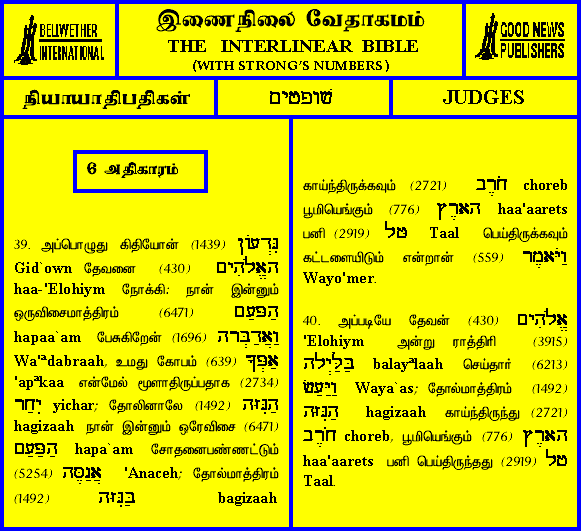 BELLWETHER
INTERNATIONAL
இணைநிலை வேதாகமம்
THE INTERLINEAR BIBLE
(WITH STRONG'S NUMBERS)
GOOD NEWS
PUBLISHERS
நியாயாதிபதிகள்
שופטים
JUDGES
6 அதிகாரம்
39. அப்பொழுது கிதியோன் (1439) גִּדְעוֹן
Gid`own தேவனை (430) הָאֱלֹהִים
haa-'Elohiym நோக்கி: நான் இன்னும்
ஒருவிசைமாத்திரம் (6471) הַפַּעַם
hapaa`am பேசுகிறேன் (1696) וַאֲדַבְּרָה
Wa'ªdabraah, உமது கோபம் (639) אַפְּךָ
'apªkaa என்மேல் மூளாதிருப்பதாக (2734)
יִחַר yichar; தோலினாலே (1492) הַגִּזָּה
hagizaah நான் இன்னும் ஒரேவிசை (6471)
הַפַּעַם hapa`am சோதனைபண்ணட்டும்
(5254) אֲנַסֶּה 'Anaceh; தோல்மாத்திரம்
(1492) בַּגִּזָּה bagizaah
காய்ந்திருக்கவும் (2721) חֹרֶב choreb
பூமியெங்கும் (776) הָאָרֶץ haa'aarets
பனி (2919) טַל Taal பெய்திருக்கவும்
கட்டளையிடும் என்றான் (559) וַיֹּאמֶר
Wayo'mer.
40. அப்படியே தேவன் (430) אֱלֹהִים
'Elohiym அன்று ராத்திரி (3915)
בַּלַּיְלָה balayªlaah செய்தார் (6213)
וַיַּעַשׂ Waya`as; தோல்மாத்திரம் (1492)
הַגִּזָּה hagizaah காய்ந்திருந்து (2721)
חֹרֶב choreb, பூமியெங்கும் (776) הָאָרֶץ
haa'aarets பனி பெய்திருந்தது (2919) טַל
Taal.